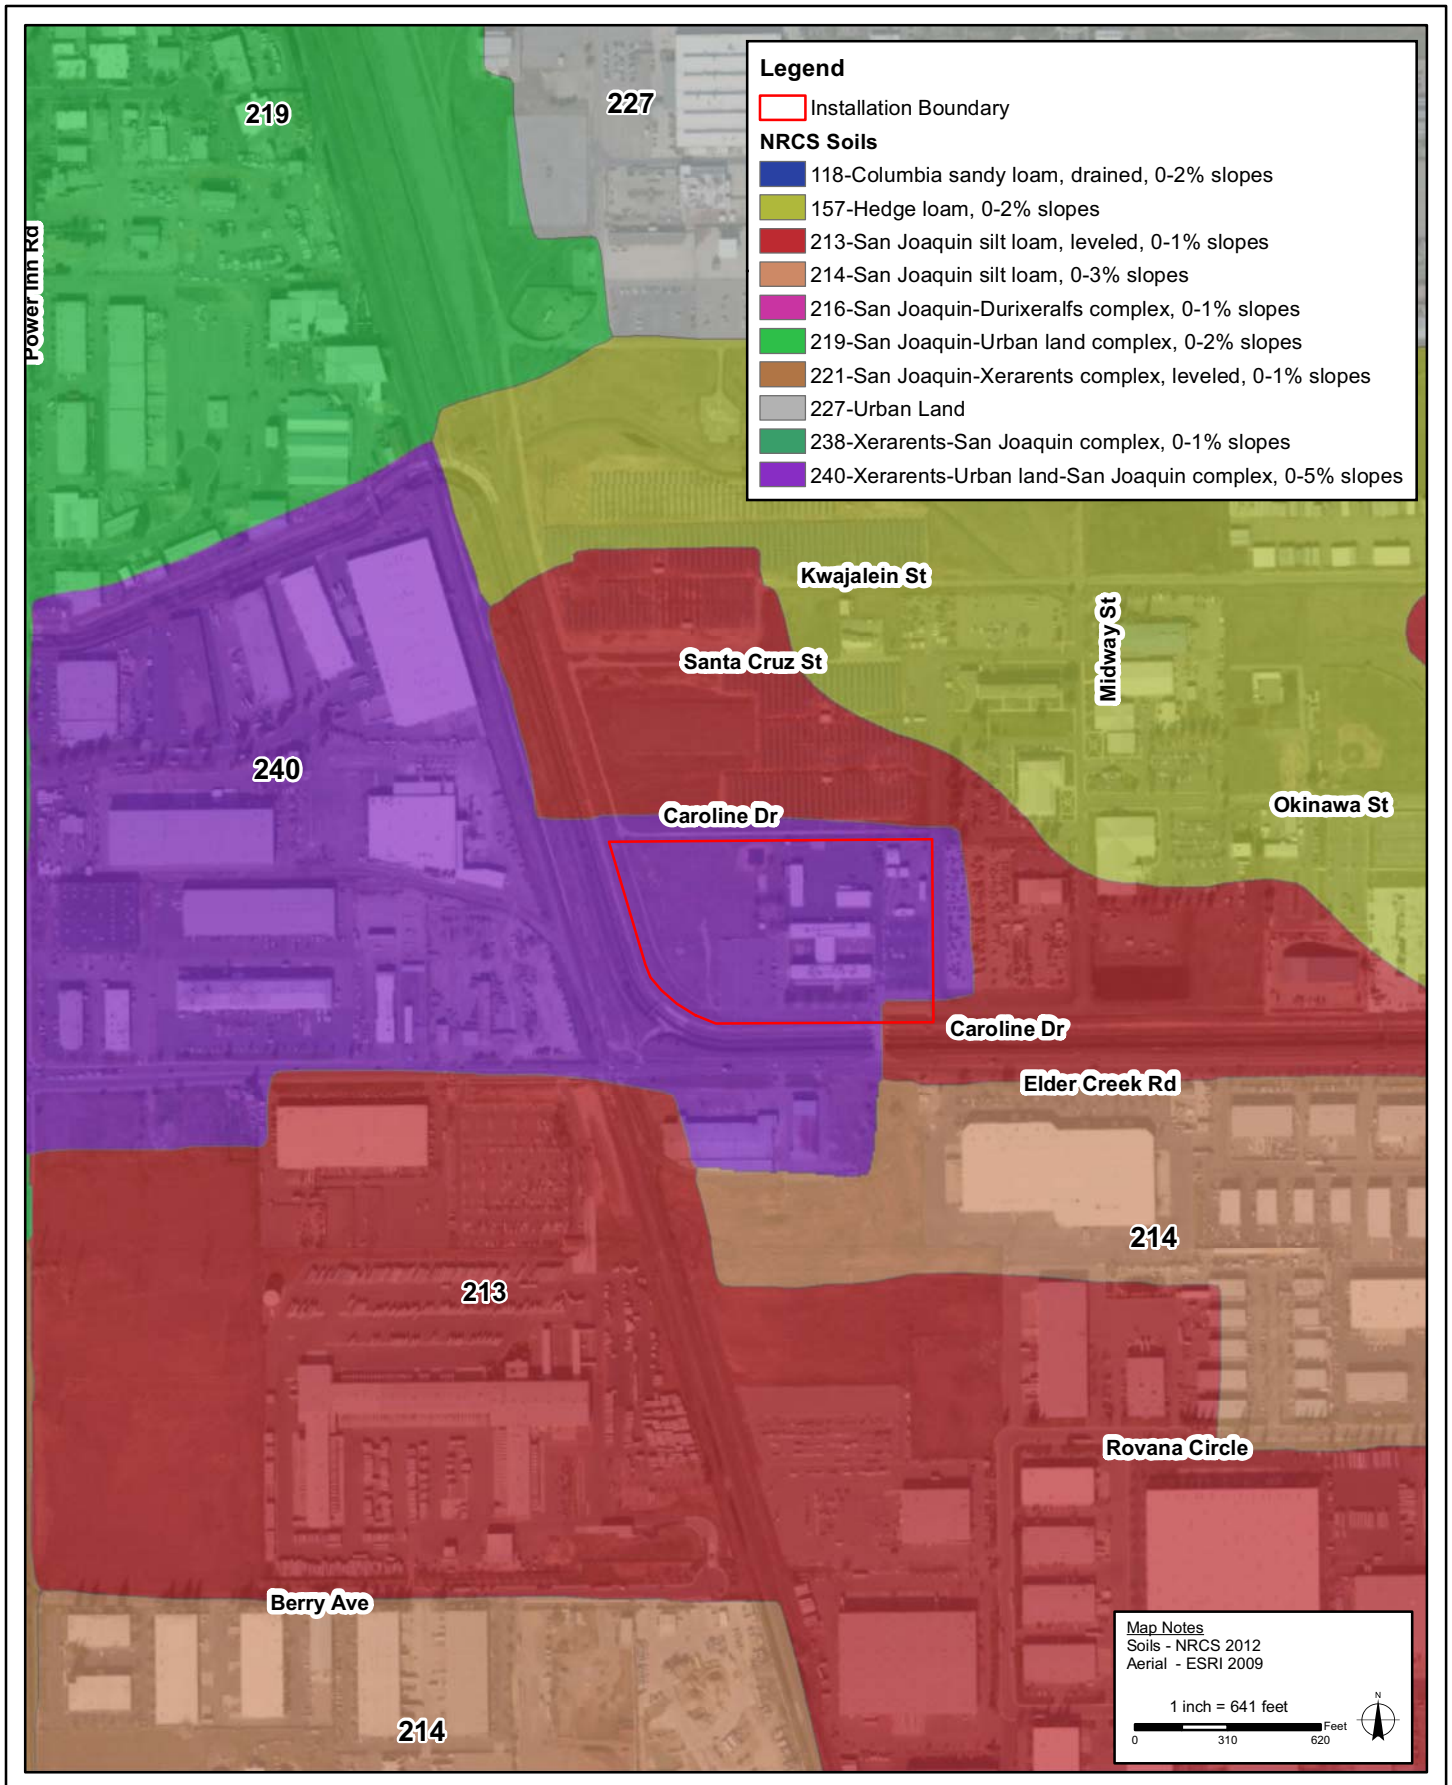 Legend
Installation Boundary
NRCS Soils
118-Columbia sandy loam, drained, 0-2% slopes
157-Hedge loam, 0-2% slopes
213-San Joaquin silt loam, leveled, 0-1% slopes
214-San Joaquin silt loam, 0-3% slopes
216-San Joaquin-Durixeralfs complex, 0-1% slopes
219-San Joaquin-Urban land complex, 0-2% slopes
221-San Joaquin-Xerarents complex, leveled, 0-1% slopes
227-Urban Land
238-Xerarents-San Joaquin complex, 0-1% slopes
240-Xerarents-Urban land-San Joaquin complex, 0-5% slopes
219
227
Power Inn Rd
Kwajalein St
Midway St
Santa Cruz St
240
Okinawa St
Caroline Dr
Caroline Dr
Elder Creek Rd
214
213
Rovana Circle
Berry Ave
214
Map Notes
Soils - NRCS 2012
Aerial - ESRI 2009
1 inch = 641 feet
N
Feet
0 310 620